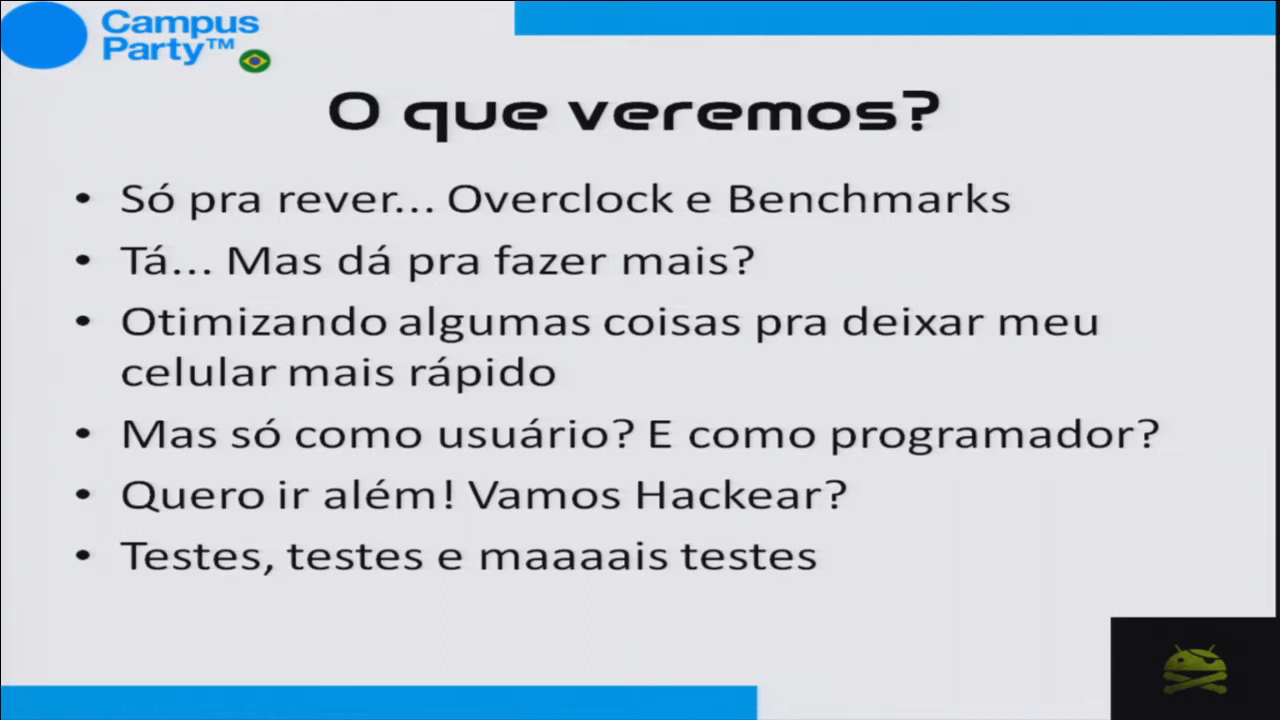 Campus
Party™
O que veremos?
• Só pra rever... Overclock e Benchmarks
• Tá... Mas dá pra fazer mais?
• Otimizando algumas coisas pra deixar meu
celular mais rápido
• Mas só como usuário? E como programador?
• Quero ir além! Vamos Hackear?
• Testes, testes e maaaais testes